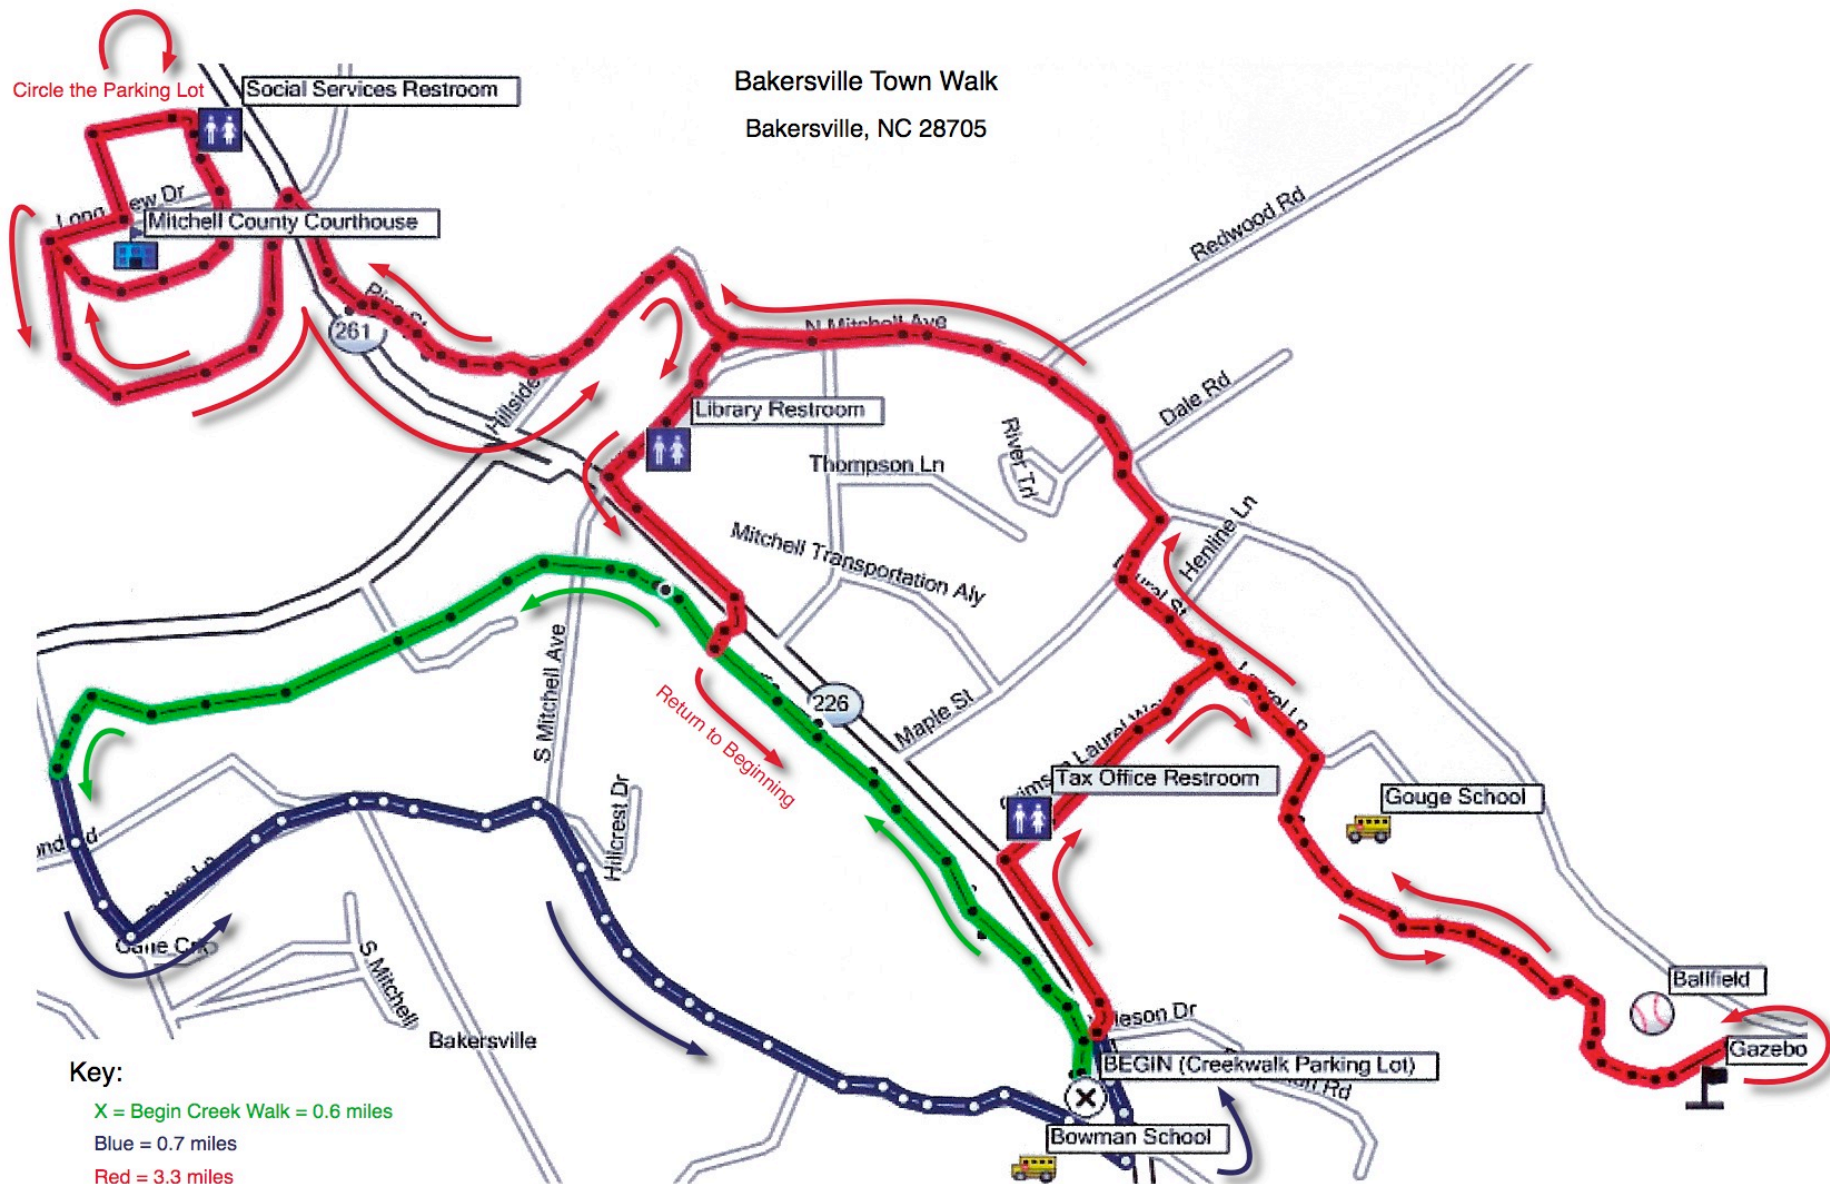 Circle the Parking Lot
Social Services Restroom
Bakersville Town Walk
Bakersville, NC 28705
Mitchell County Courthouse
Redwood Rd
261
N Mitchell Ave
Hillside
Library Restroom
Dale Rd
River Trl
Thompson Ln
Henline Ln
Mitchell Transportation Aly
S Mitchell Ave
226
Return to Beginning
Maple St
Tax Office Restroom
Gouge School
Hillcrest Dr
S Mitchell
Ballfield
Bakersville
Gazebo
BEGIN (Creekwalk Parking Lot)
Bowman School
Key:
X = Begin Creek Walk = 0.6 miles
Blue = 0.7 miles
Red = 3.3 miles